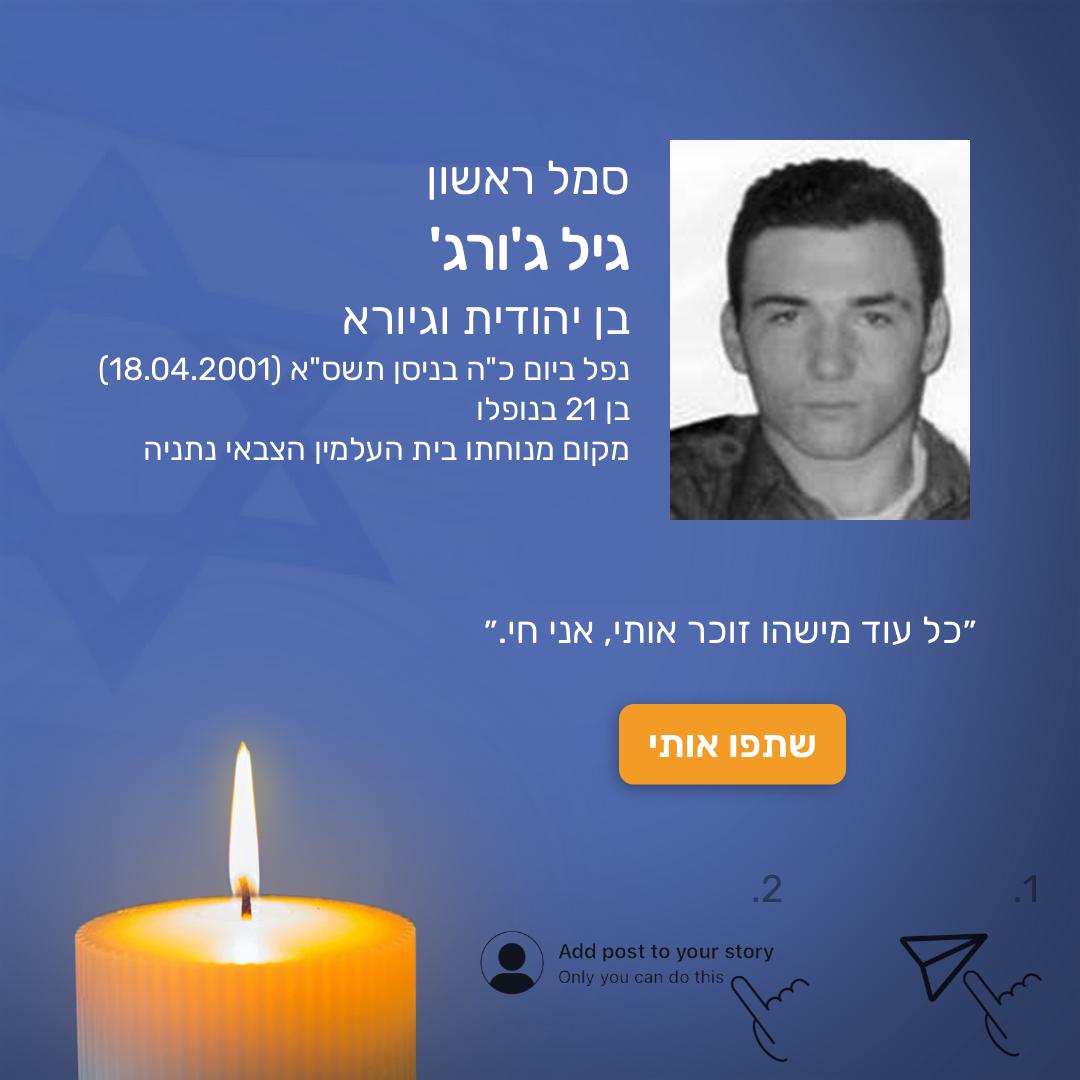 סמל ראשון
גיל ג'ורג'
בן יהודית וגיורא
נפל ביום כ"ה בניסן תשס"א (18.04.2001)
בן 21 בנופלו
מקום מנוחתו בית העלמין הצבאי נתניה
״כל עוד מישהו זוכר אותי, אני חי.״
שתפו אותי
.1
.2
Add post to your story
Only you can do this